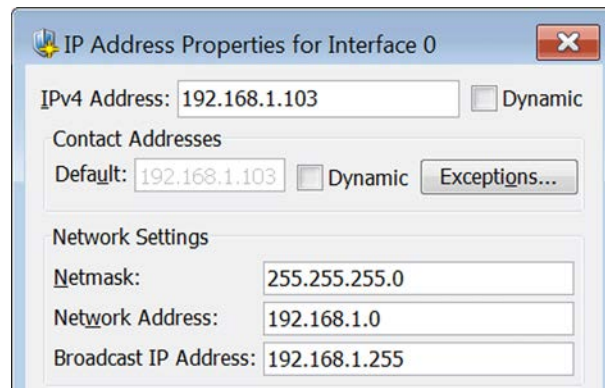 IP Address Properties for Interface 0
IPv4 Address: 192.168.1.103 Dynamic
Contact Addresses
Default: 192.168.1.103 Dynamic Exceptions...
Network Settings
Netmask: 255.255.255.0
Network Address: 192.168.1.0
Broadcast IP Address: 192.168.1.255